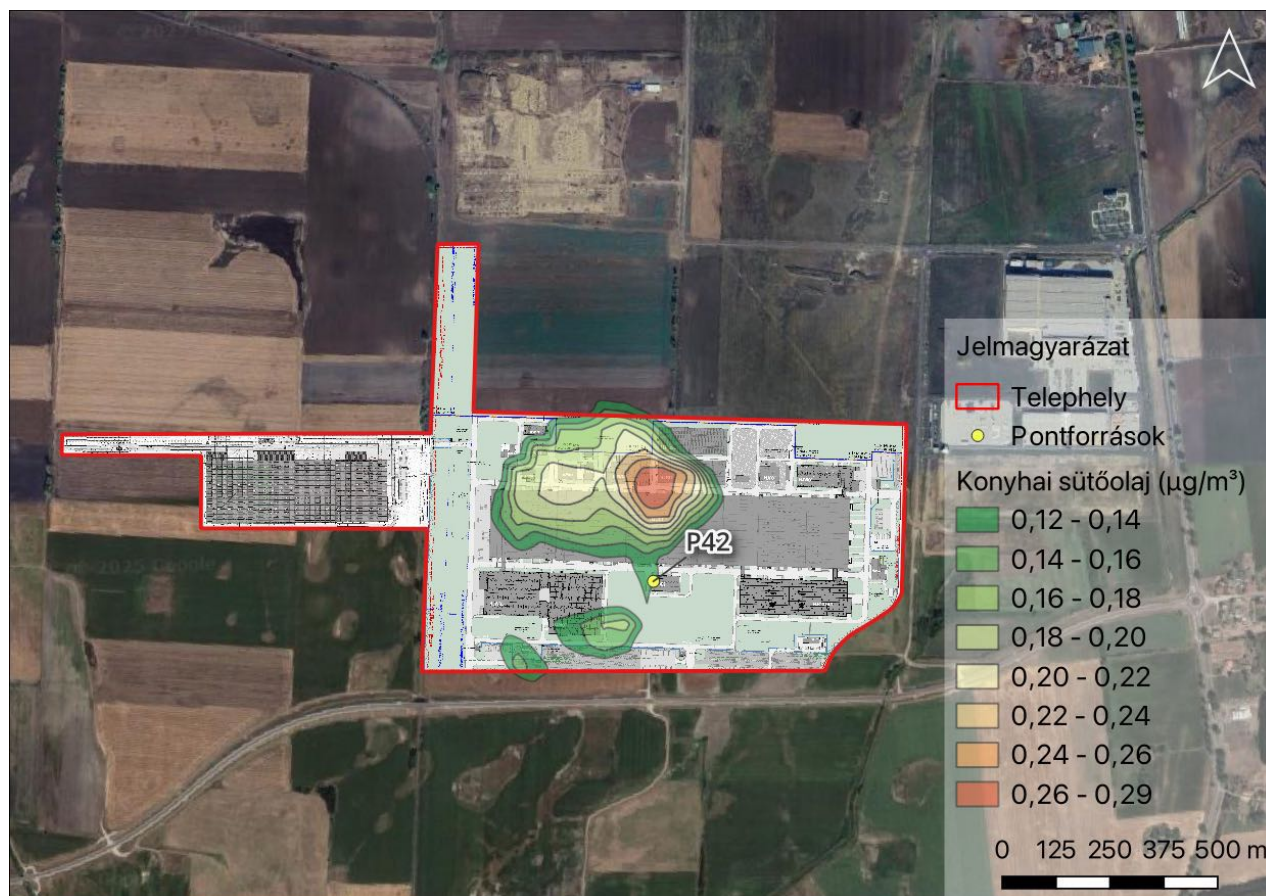 Jelmagyarázat
Telephely
Pontforrások
Konyhai sütőolaj (µg/m³)
0,12 - 0,14
0,14 - 0,16
0,16 - 0,18
0,18 - 0,20
0,20 - 0,22
0,22 - 0,24
0,24 - 0,26
0,26 - 0,29
P42
0 125 250 375 500 m